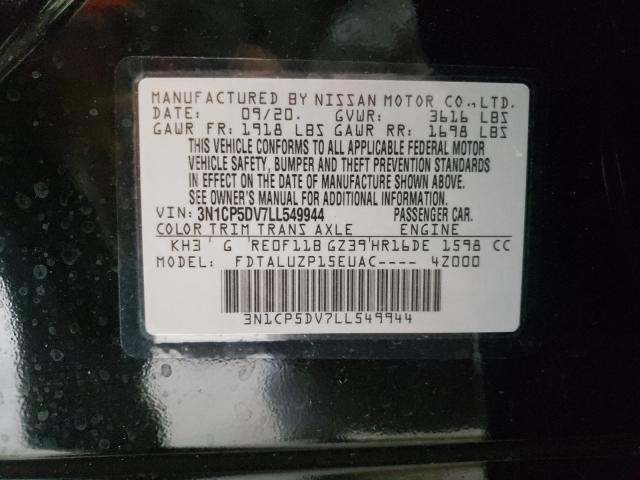 MANUFACTURED BY NISSAN MOTOR CO.,LTD.
DATE: 09/20. GVWR: 3616 LBS
GAWR FR: 1918 LBS GAWR RR: 1698 LBS
THIS VEHICLE CONFORMS TO ALL APPLICABLE FEDERAL MOTOR
VEHICLE SAFETY, BUMPER AND THEFT PREVENTION STANDARDS
IN EFFECT ON THE DATE OF MANUFACTURE SHOWN ABOVE.
SEE OWNER'S MANUAL FOR ADDITIONAL INFORMATION.
VIN: 3N1CP5DV7LL549944 PASSENGER CAR.
COLOR TRIM TRANS AXLE ENGINE
KH3 G RE0F11B GZ39 HR16DE 1598 CC
MODEL: FDTALUZP15EUAC---- 4Z000
3N1CP5DV7LL549944